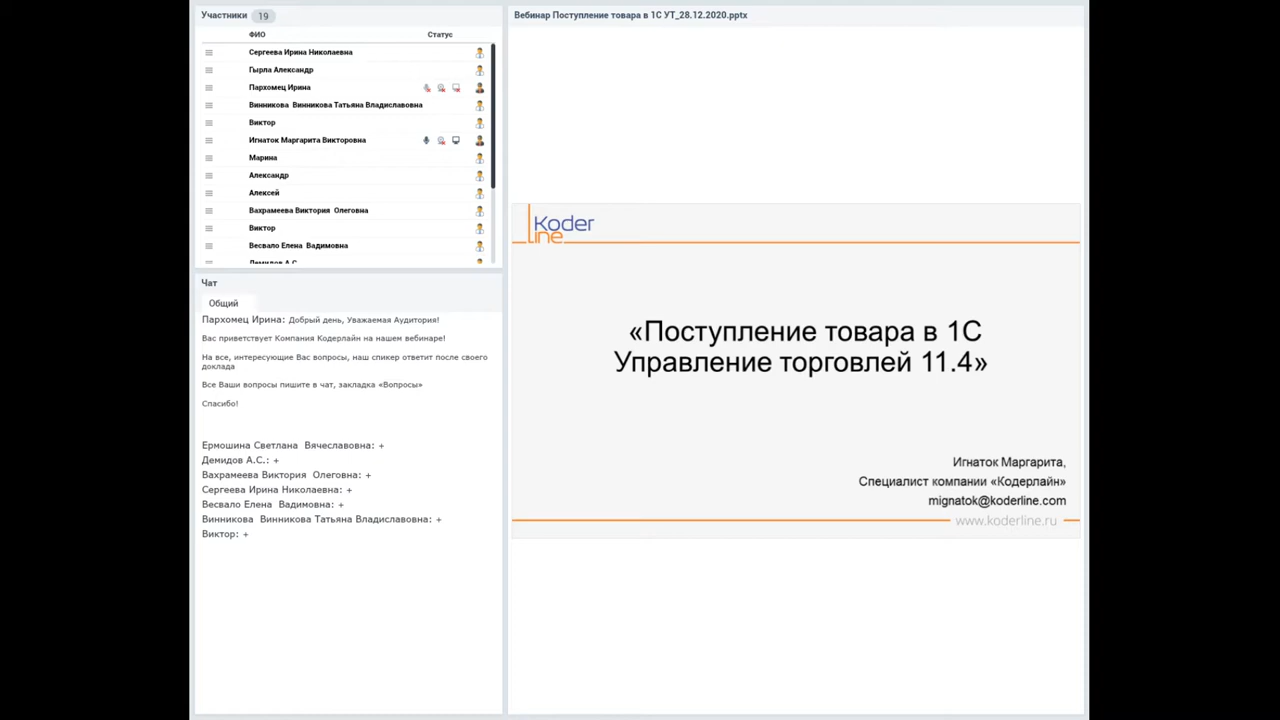 Участники 19
ФИО Статус
Сергеева Ирина Николаевна
Гырла Александр
Пархомец Ирина
Винникова Винникова Татьяна Владиславовна
Виктор
Игнаток Маргарита Викторовна
Марина
Александр
Алексей
Вахрамеева Виктория Олеговна
Виктор
Весвало Елена Вадимовна
Демидов А.С.
Чат
Общий
Пархомец Ирина: Добрый день, Уважаемая Аудитория!
Вас приветствует Компания Кодерлайн на нашем вебинаре!
На все, интересующие Вас вопросы, наш спикер ответит после своего
доклада
Все Ваши вопросы пишите в чат, закладка «Вопросы»
Спасибо!
Ермошина Светлана Вячеславовна: +
Демидов А.С.: +
Вахрамеева Виктория Олеговна: +
Сергеева Ирина Николаевна: +
Весвало Елена Вадимовна: +
Винникова Винникова Татьяна Владиславовна: +
Виктор: +
Вебинар Поступление товара в 1С УТ_28.12.2020.pptx
Koder
line
«Поступление товара в 1С
Управление торговлей 11.4»
Игнаток Маргарита,
Специалист компании «Кодерлайн»
mignatok@koderline.com
www.koderline.ru